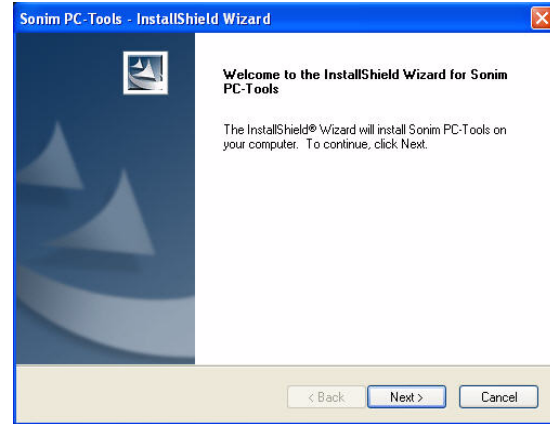 Sonim PC-Tools - InstallShield Wizard
Welcome to the InstallShield Wizard for Sonim
PC-Tools
The InstallShield® Wizard will install Sonim PC-Tools on
your computer. To continue, click Next.
< Back Next > Cancel